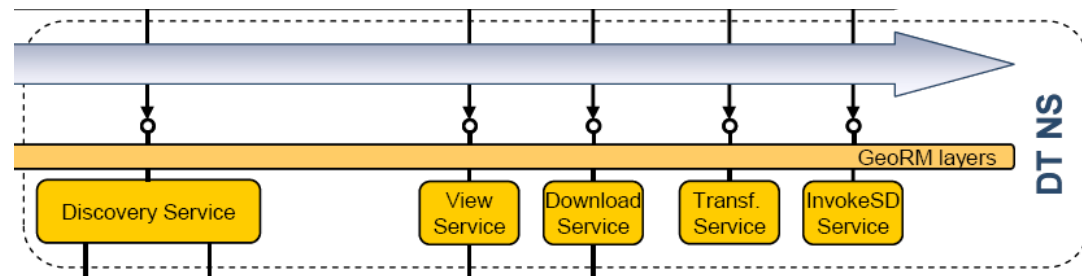 GeoRM layers
DT NS
Discovery Service
View
Service
Download
Service
Transf.
Service
InvokeSD
Service